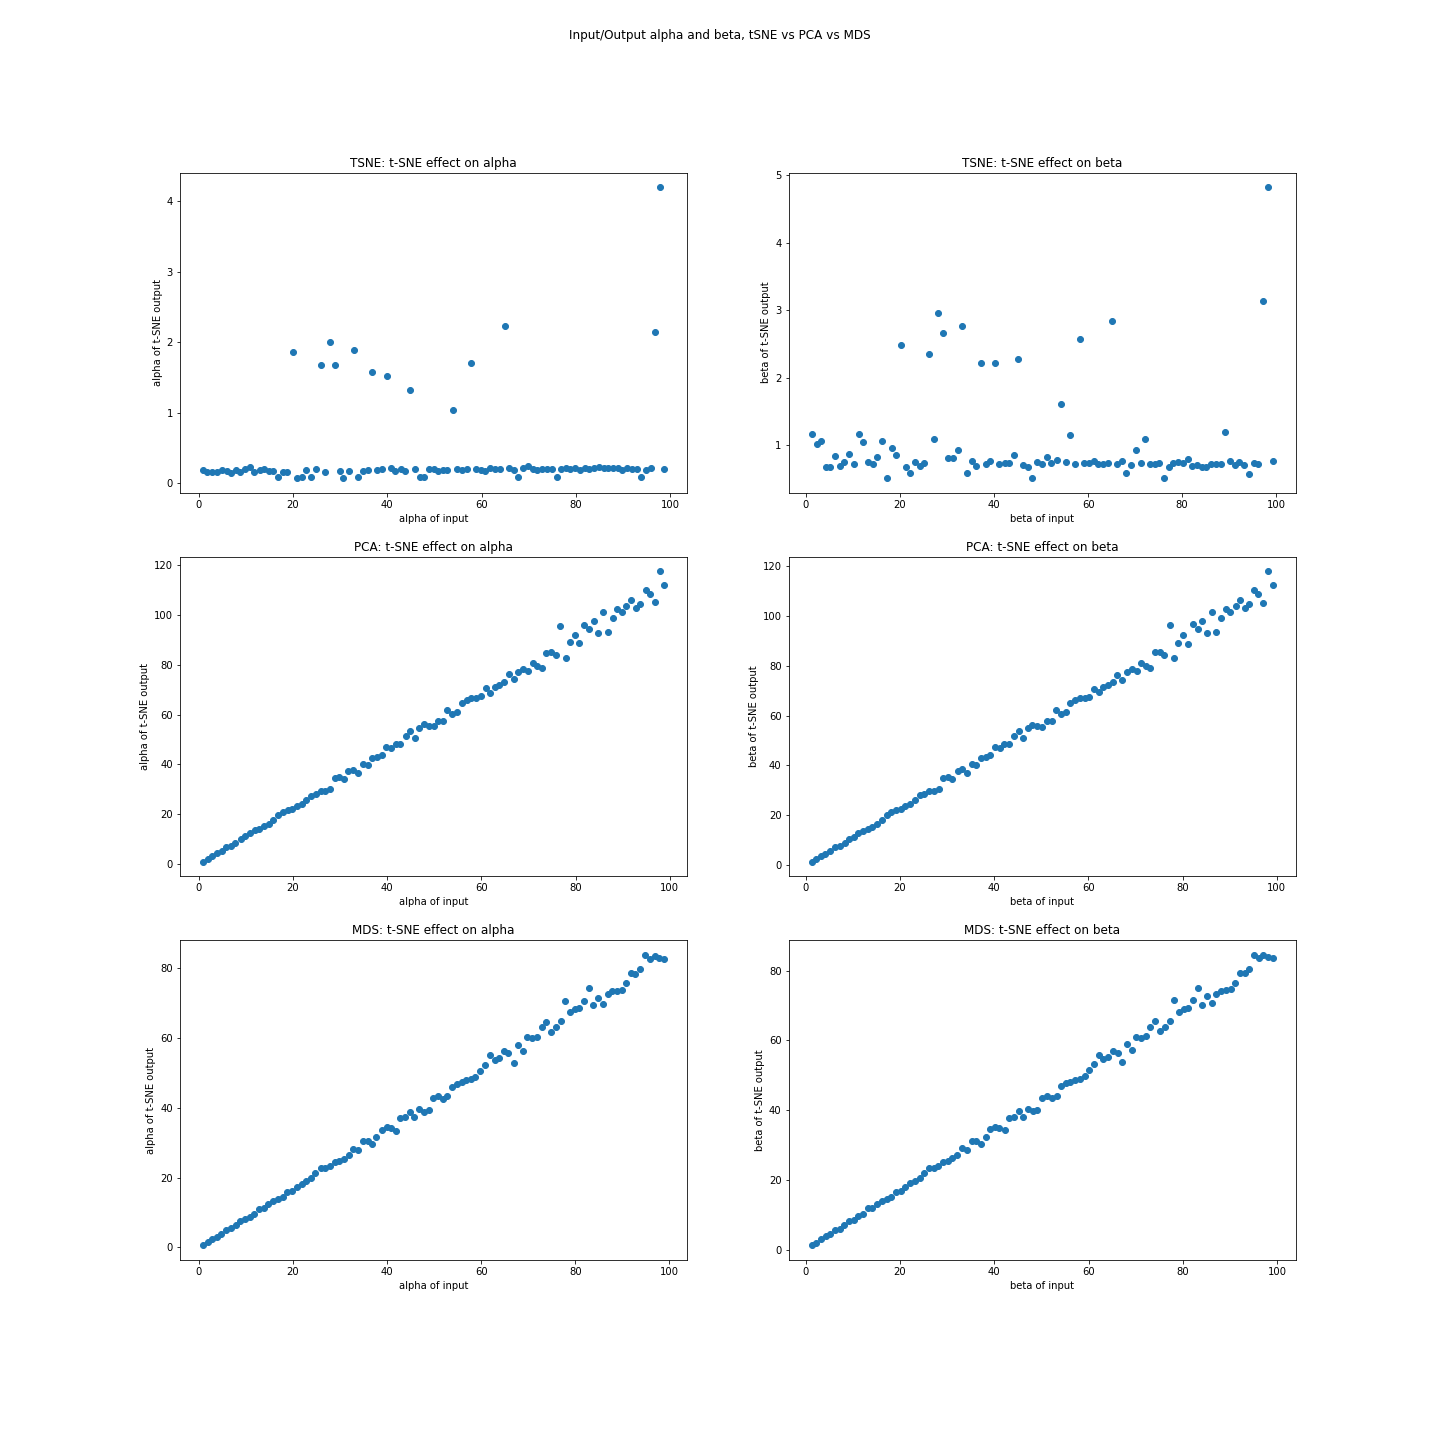 Input/Output alpha and beta, tSNE vs PCA vs MDS
TSNE: t-SNE effect on alpha
alpha of t-SNE output
4
3
2
1
0
0 20 40 60 80 100
alpha of input
TSNE: t-SNE effect on beta
beta of t-SNE output
5
4
3
2
1
0 20 40 60 80 100
beta of input
PCA: t-SNE effect on alpha
alpha of t-SNE output
120
100
80
60
40
20
0
0 20 40 60 80 100
alpha of input
PCA: t-SNE effect on beta
beta of t-SNE output
120
100
80
60
40
20
0
0 20 40 60 80 100
beta of input
MDS: t-SNE effect on alpha
alpha of t-SNE output
80
60
40
20
0
0 20 40 60 80 100
alpha of input
MDS: t-SNE effect on beta
beta of t-SNE output
80
60
40
20
0
0 20 40 60 80 100
beta of input